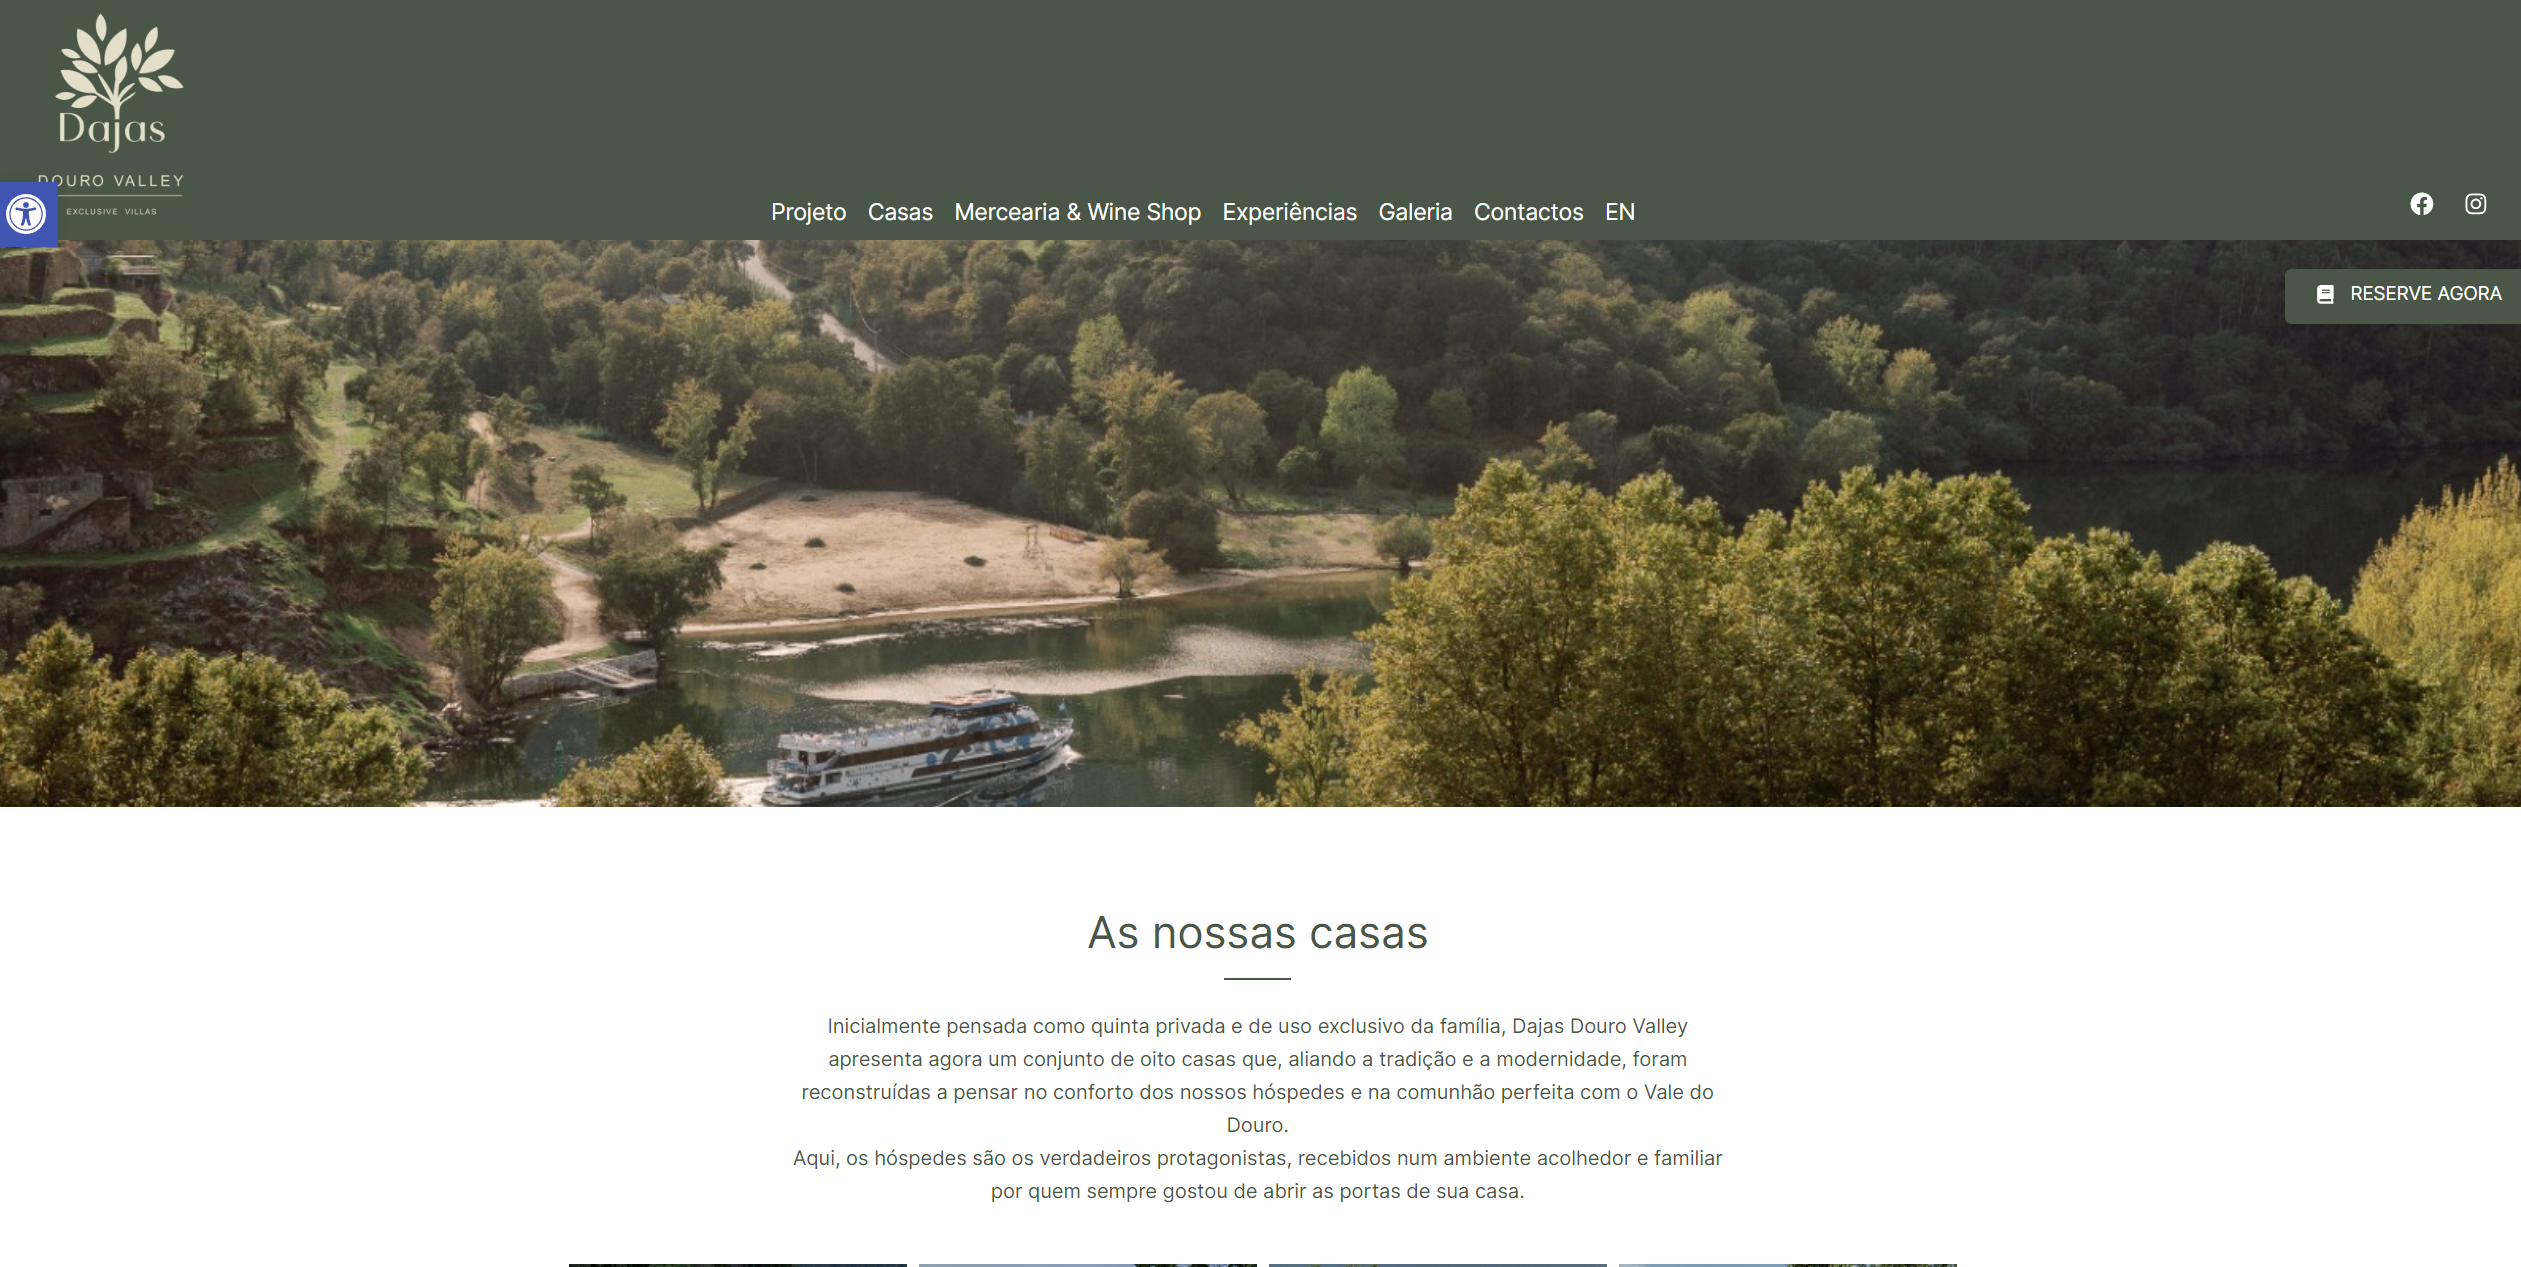 Dajas
DOURO VALLEY
EXCLUSIVE VILLAS
Projeto Casas Mercearia & Wine Shop Experiências Galeria Contactos EN
RESERVE AGORA
As nossas casas
Inicialmente pensada como quinta privada e de uso exclusivo da família, Dajas Douro Valley
apresenta agora um conjunto de oito casas que, aliando a tradição e a modernidade, foram
reconstruídas a pensar no conforto dos nossos hóspedes e na comunhão perfeita com o Vale do
Douro.
Aqui, os hóspedes são os verdadeiros protagonistas, recebidos num ambiente acolhedor e familiar
por quem sempre gostou de abrir as portas de sua casa.